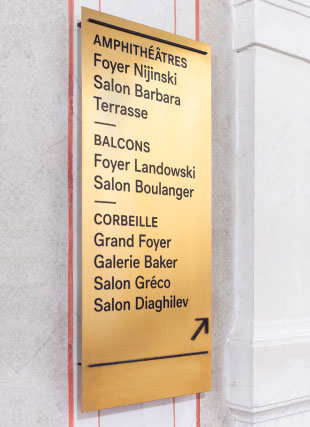 AMPHITHÉÂTRES
Foyer Nijinski
Salon Barbara
Terrasse
BALCONS
Foyer Landowski
Salon Boulanger
CORBEILLE
Grand Foyer
Galerie Baker
Salon Gréco
Salon Diaghilev